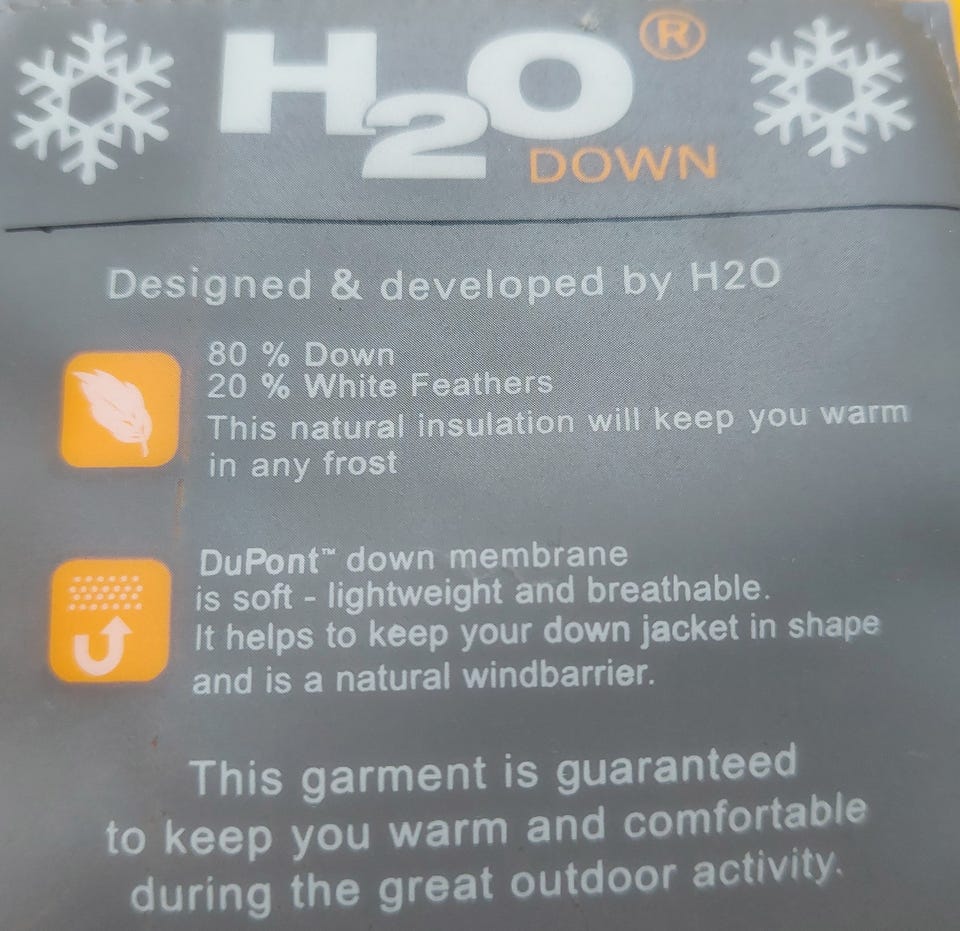 H2O®
DOWN
Designed & developed by H2O
80 % Down
20 % White Feathers
This natural insulation will keep you warm
in any frost
DuPont™ down membrane
is soft - lightweight and breathable.
It helps to keep your down jacket in shape
and is a natural windbarrier.
This garment is guaranteed
to keep you warm and comfortable
during the great outdoor activity.